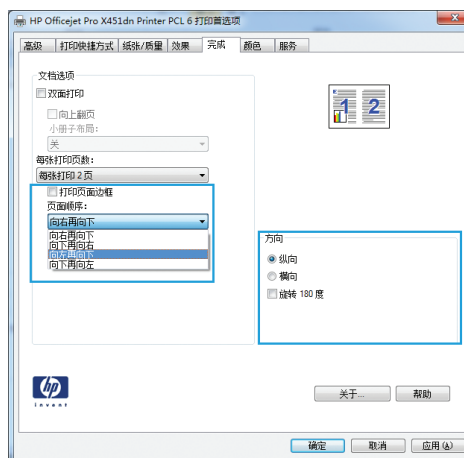 HP Officejet Pro X451dn Printer PCL 6 打印首选项
高级 打印快捷方式 纸张/质量 效果 完成 颜色 服务
文档选项
双面打印
向上翻页
小册子布局:
关
每张打印页数:
每张打印 2 页
打印页面边框
页面顺序:
向右再向下
向右再向下
向下再向右
向左再向下
向下再向左
1 2
方向
纵向
横向
旋转 180 度
hp
invent
关于...
帮助
确定
取消
应用(A)